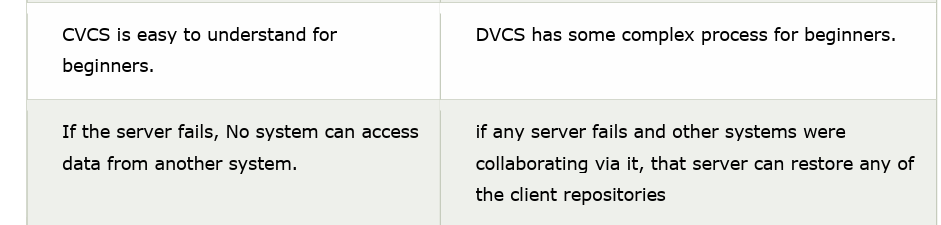 CVCS is easy to understand for
beginners.
DVCS has some complex process for beginners.
If the server fails, No system can access
data from another system.
if any server fails and other systems were
collaborating via it, that server can restore any of
the client repositories